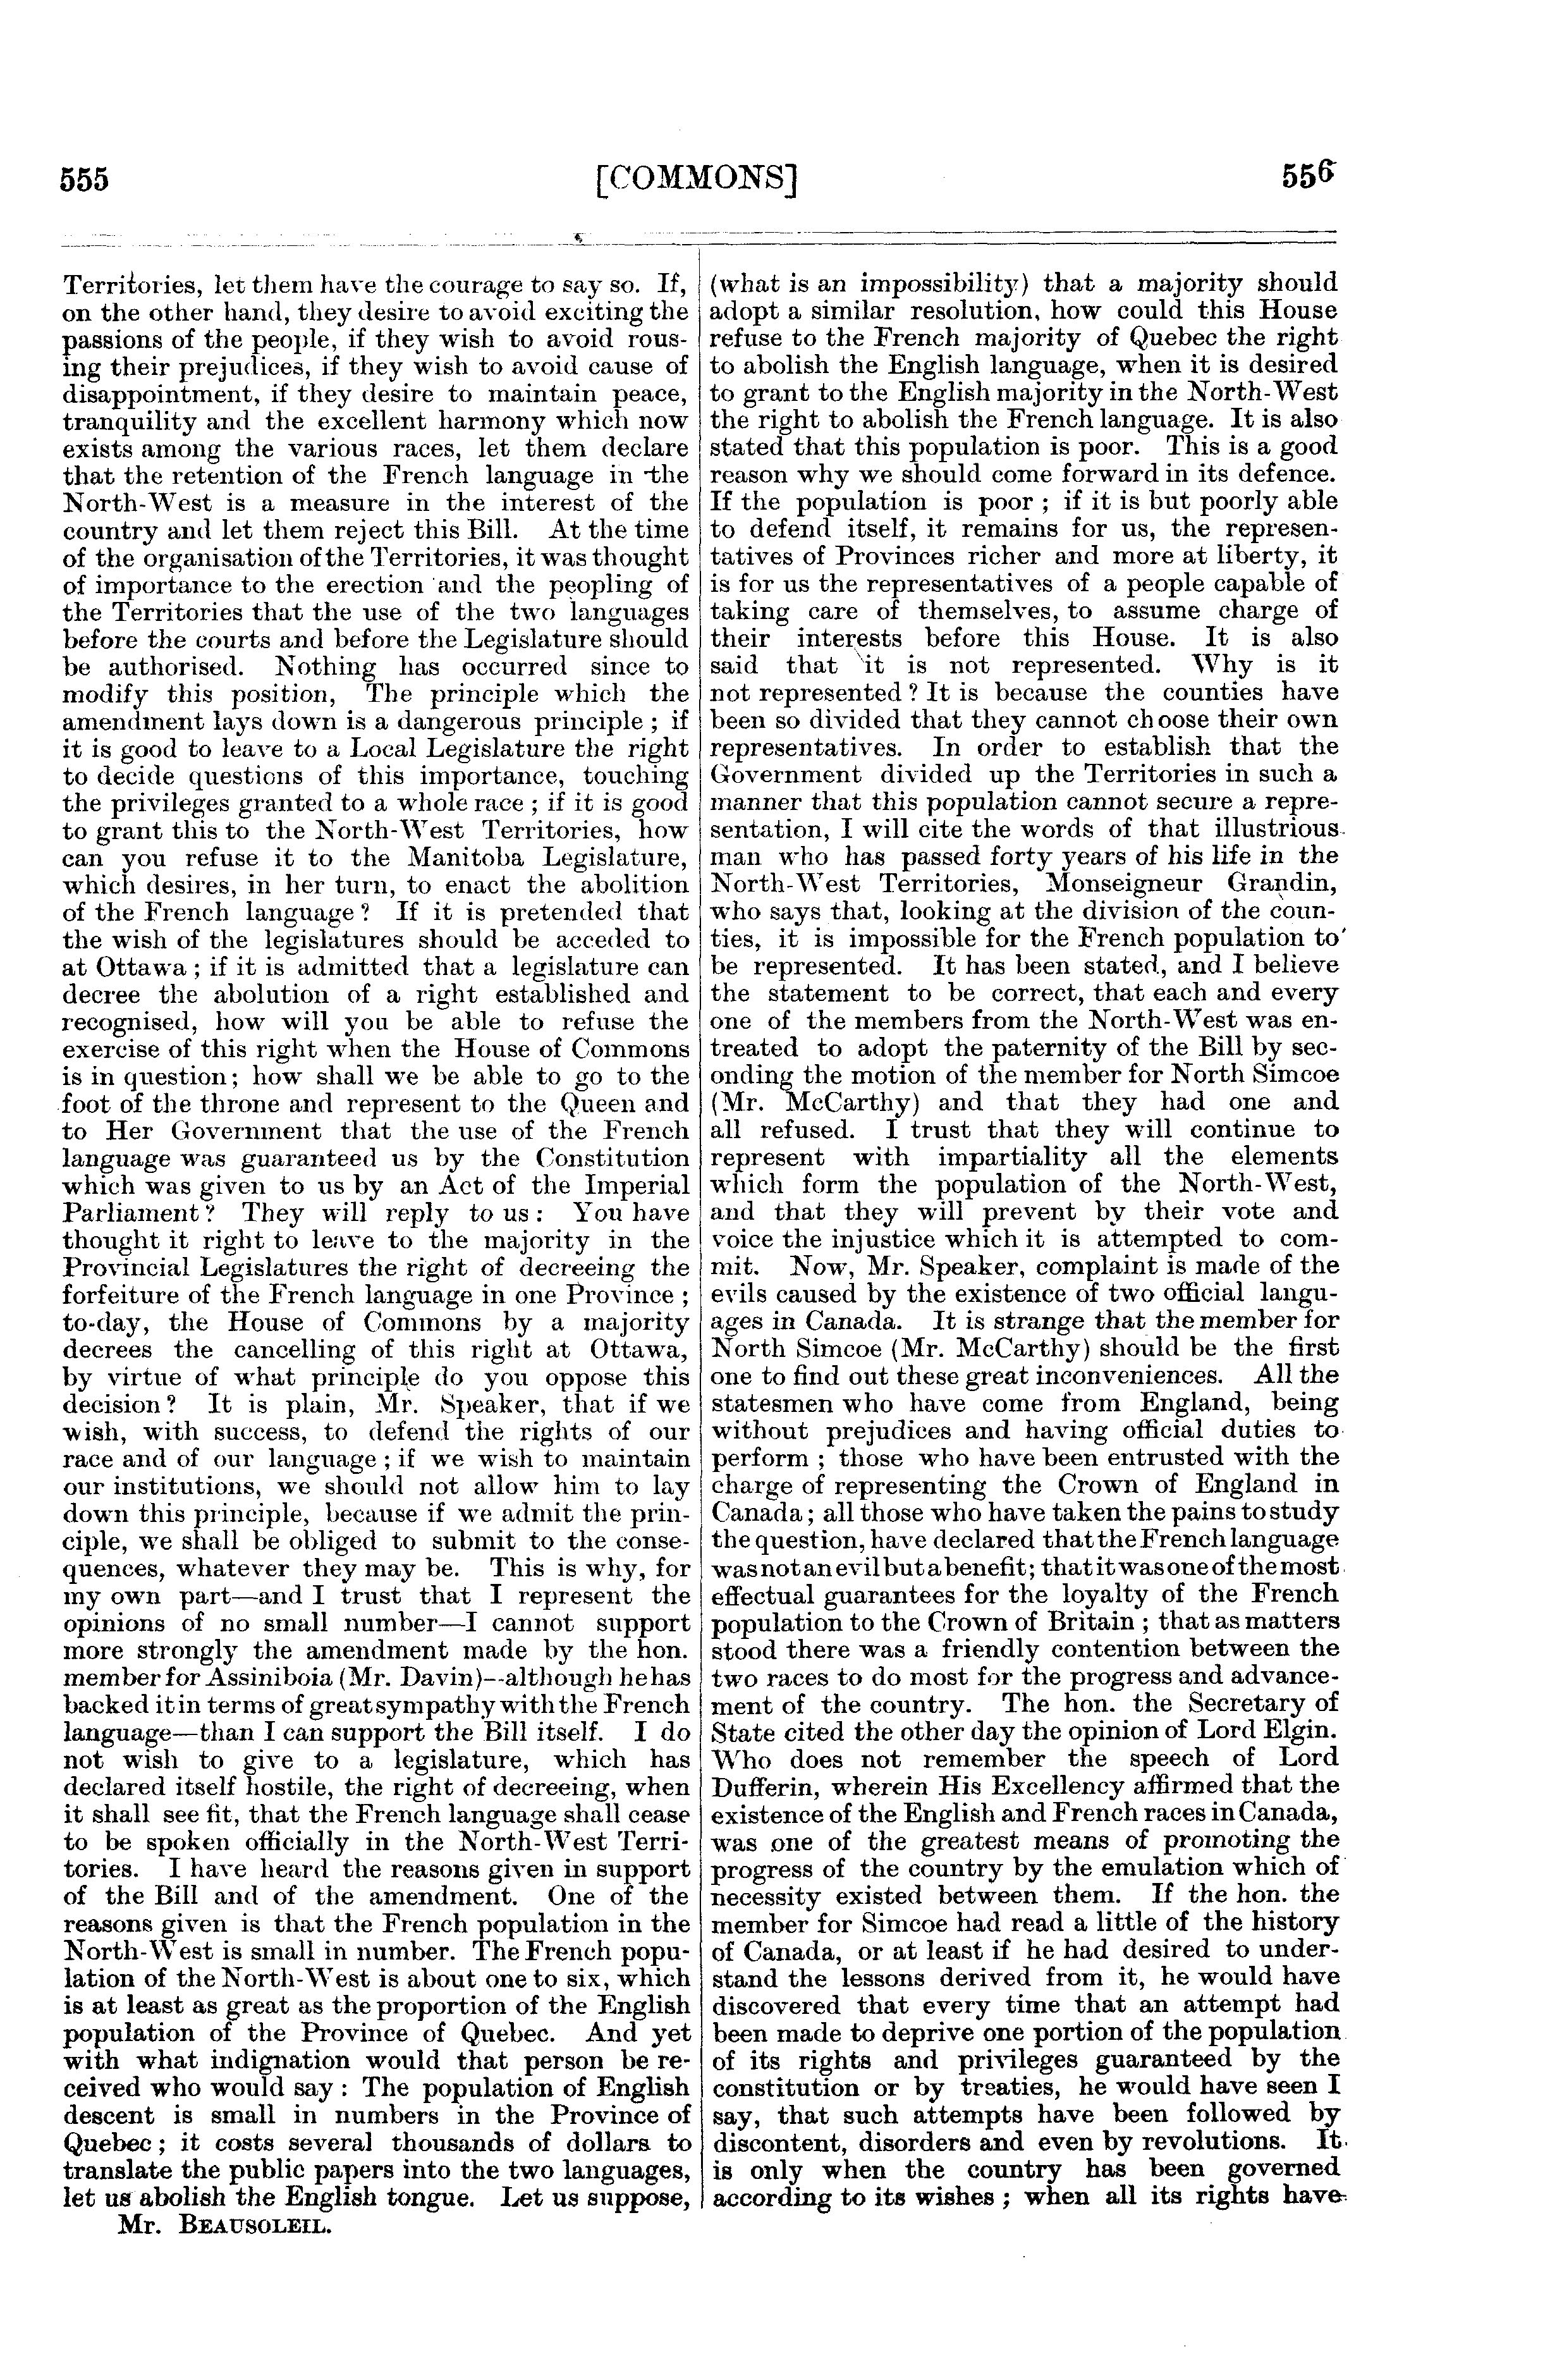 555
[COMMONS]
556
Territories, let them have the courage to say so. If,
on the other hand, they desire to avoid exciting the
passions of the people, if they wish to avoid rous-
ing their prejudices, if they wish to avoid cause of
disappointment, if they desire to maintain peace,
tranquility and the excellent harmony which now
exists among the various races, let them declare
that the retention of the French language in the
North-West is a measure in the interest of the
country and let them reject this Bill. At the time
of the organisation of the Territories, it was thought
of importance to the erection and the peopling of
the Territories that the use of the two languages
before the courts and before the Legislature should
be authorised. Nothing has occurred since to
modify this position, The principle which the
amendment lays down is a dangerous principle ; if
it is good to leave to a Local Legislature the right
to decide questions of this importance, touching
the privileges granted to a whole race ; if it is good
to grant this to the North-West Territories, how
can you refuse it to the Manitoba Legislature,
which desires, in her turn, to enact the abolition
of the French language ? If it is pretended that
the wish of the legislatures should be acceded to
at Ottawa ; if it is admitted that a legislature can
decree the abolution of a right established and
recognised, how will you be able to refuse the
exercise of this right when the House of Commons
is in question; how shall we be able to go to the
foot of the throne and represent to the Queen and
to Her Government that the use of the French
language was guaranteed us by the Constitution
which was given to us by an Act of the Imperial
Parliament ? They will reply to us : You have
thought it right to leave to the majority in the
Provincial Legislatures the right of decreeing the
forfeiture of the French language in one Province ;
to-day, the House of Commons by a majority
decrees the cancelling of this right at Ottawa,
by virtue of what principle do you oppose this
decision ? It is plain, Mr. Speaker, that if we
wish, with success, to defend the rights of our
race and of our language ; if we wish to maintain
our institutions, we should not allow him to lay
down this principle, because if we admit the prin-
ciple, we shall be obliged to submit to the conse-
quences, whatever they may be. This is why, for
my own part—and I trust that I represent the
opinions of no small number—I cannot support
more strongly the amendment made by the hon.
member for Assiniboia (Mr. Davin)--although he has
backed it in terms of great sympathy with the French
language—than I can support the Bill itself. I do
not wish to give to a legislature, which has
declared itself hostile, the right of decreeing, when
it shall see fit, that the French language shall cease
to be spoken officially in the North-West Terri-
tories. I have heard the reasons given in support
of the Bill and of the amendment. One of the
reasons given is that the French population in the
North-West is small in number. The French popu-
lation of the North-West is about one to six, which
is at least as great as the proportion of the English
population of the Province of Quebec. And yet
with what indignation would that person be re-
ceived who would say : The population of English
descent is small in numbers in the Province of
Quebec ; it costs several thousands of dollars to
translate the public papers into the two languages,
let us abolish the English tongue. Let us suppose,
Mr. BEAUSOLEIL.
(what is an impossibility) that a majority should
adopt a similar resolution, how could this House
refuse to the French majority of Quebec the right
to abolish the English language, when it is desired
to grant to the English majority in the North-West
the right to abolish the French language. It is also
stated that this population is poor. This is a good
reason why we should come forward in its defence.
If the population is poor ; if it is but poorly able
to defend itself, it remains for us, the represen-
tatives of Provinces richer and more at liberty, it
is for us the representatives of a people capable of
taking care of themselves, to assume charge of
their interests before this House. It is also
said that it is not represented. Why is it
not represented ? It is because the counties have
been so divided that they cannot choose their own
representatives. In order to establish that the
Government divided up the Territories in such a
manner that this population cannot secure a repre-
sentation, I will cite the words of that illustrious
man who has passed forty years of his life in the
North-West Territories, Monseigneur Grandin,
who says that, looking at the division of the coun-
ties, it is impossible for the French population to
be represented. It has been stated, and I believe
the statement to be correct, that each and every
one of the members from the North-West was en-
treated to adopt the paternity of the Bill by sec-
onding the motion of the member for North Simcoe
(Mr. McCarthy) and that they had one and
all refused. I trust that they will continue to
represent with impartiality all the elements
which form the population of the North-West,
and that they will prevent by their vote and
voice the injustice which it is attempted to com-
mit. Now, Mr. Speaker, complaint is made of the
evils caused by the existence of two official langu-
ages in Canada. It is strange that the member for
North Simcoe (Mr. McCarthy) should be the first
one to find out these great inconveniences. All the
statesmen who have come from England, being
without prejudices and having official duties to
perform ; those who have been entrusted with the
charge of representing the Crown of England in
Canada ; all those who have taken the pains to study
the question, have declared that the French language
was not an evil but a benefit; that it was one of the most
effectual guarantees for the loyalty of the French
population to the Crown of Britain ; that as matters
stood there was a friendly contention between the
two races to do most for the progress and advance-
ment of the country. The hon. the Secretary of
State cited the other day the opinion of Lord Elgin.
Who does not remember the speech of Lord
Dufferin, wherein His Excellency affirmed that the
existence of the English and French races in Canada,
was one of the greatest means of promoting the
progress of the country by the emulation which of
necessity existed between them. If the hon. the
member for Simcoe had read a little of the history
of Canada, or at least if he had desired to under-
stand the lessons derived from it, he would have
discovered that every time that an attempt had
been made to deprive one portion of the population
of its rights and privileges guaranteed by the
constitution or by treaties, he would have seen I
say, that such attempts have been followed by
discontent, disorders and even by revolutions. It
is only when the country has been governed
according to its wishes ; when all its rights have